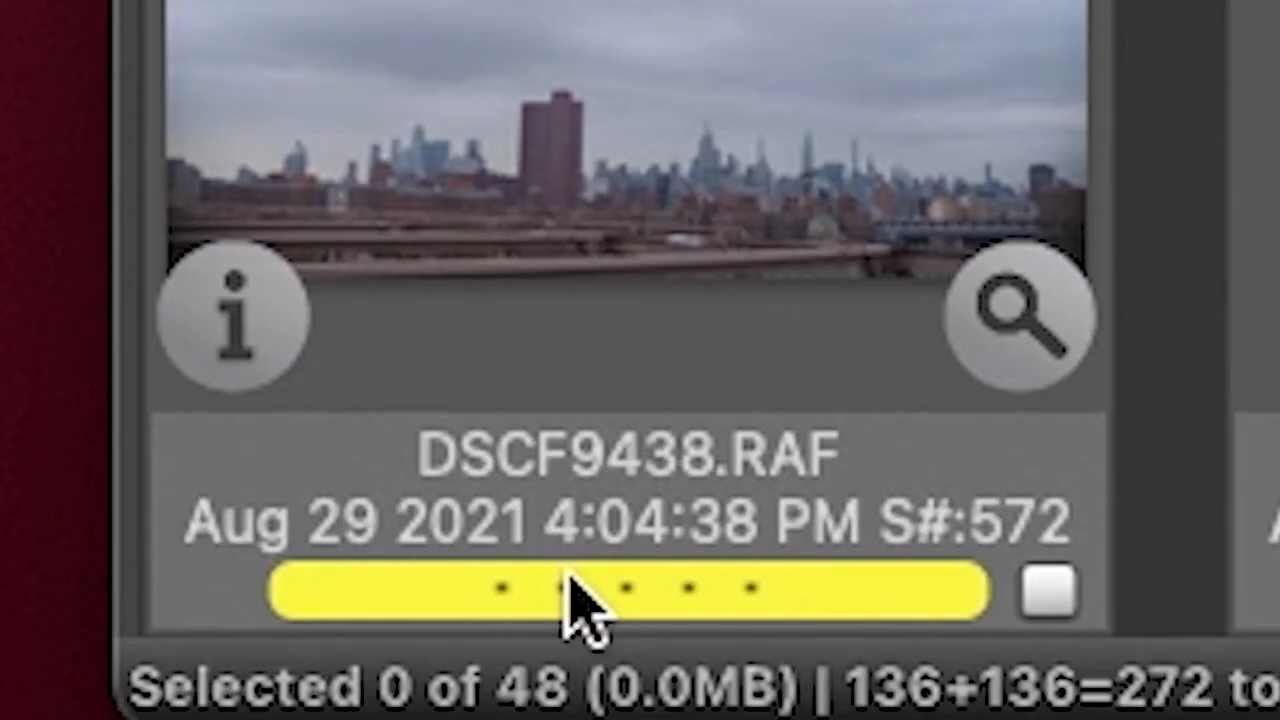 DSCF9438.RAF
Aug 29 2021 4:04:38 PM S#:572
Selected 0 of 48 (0.0MB) | 136+136=272 to